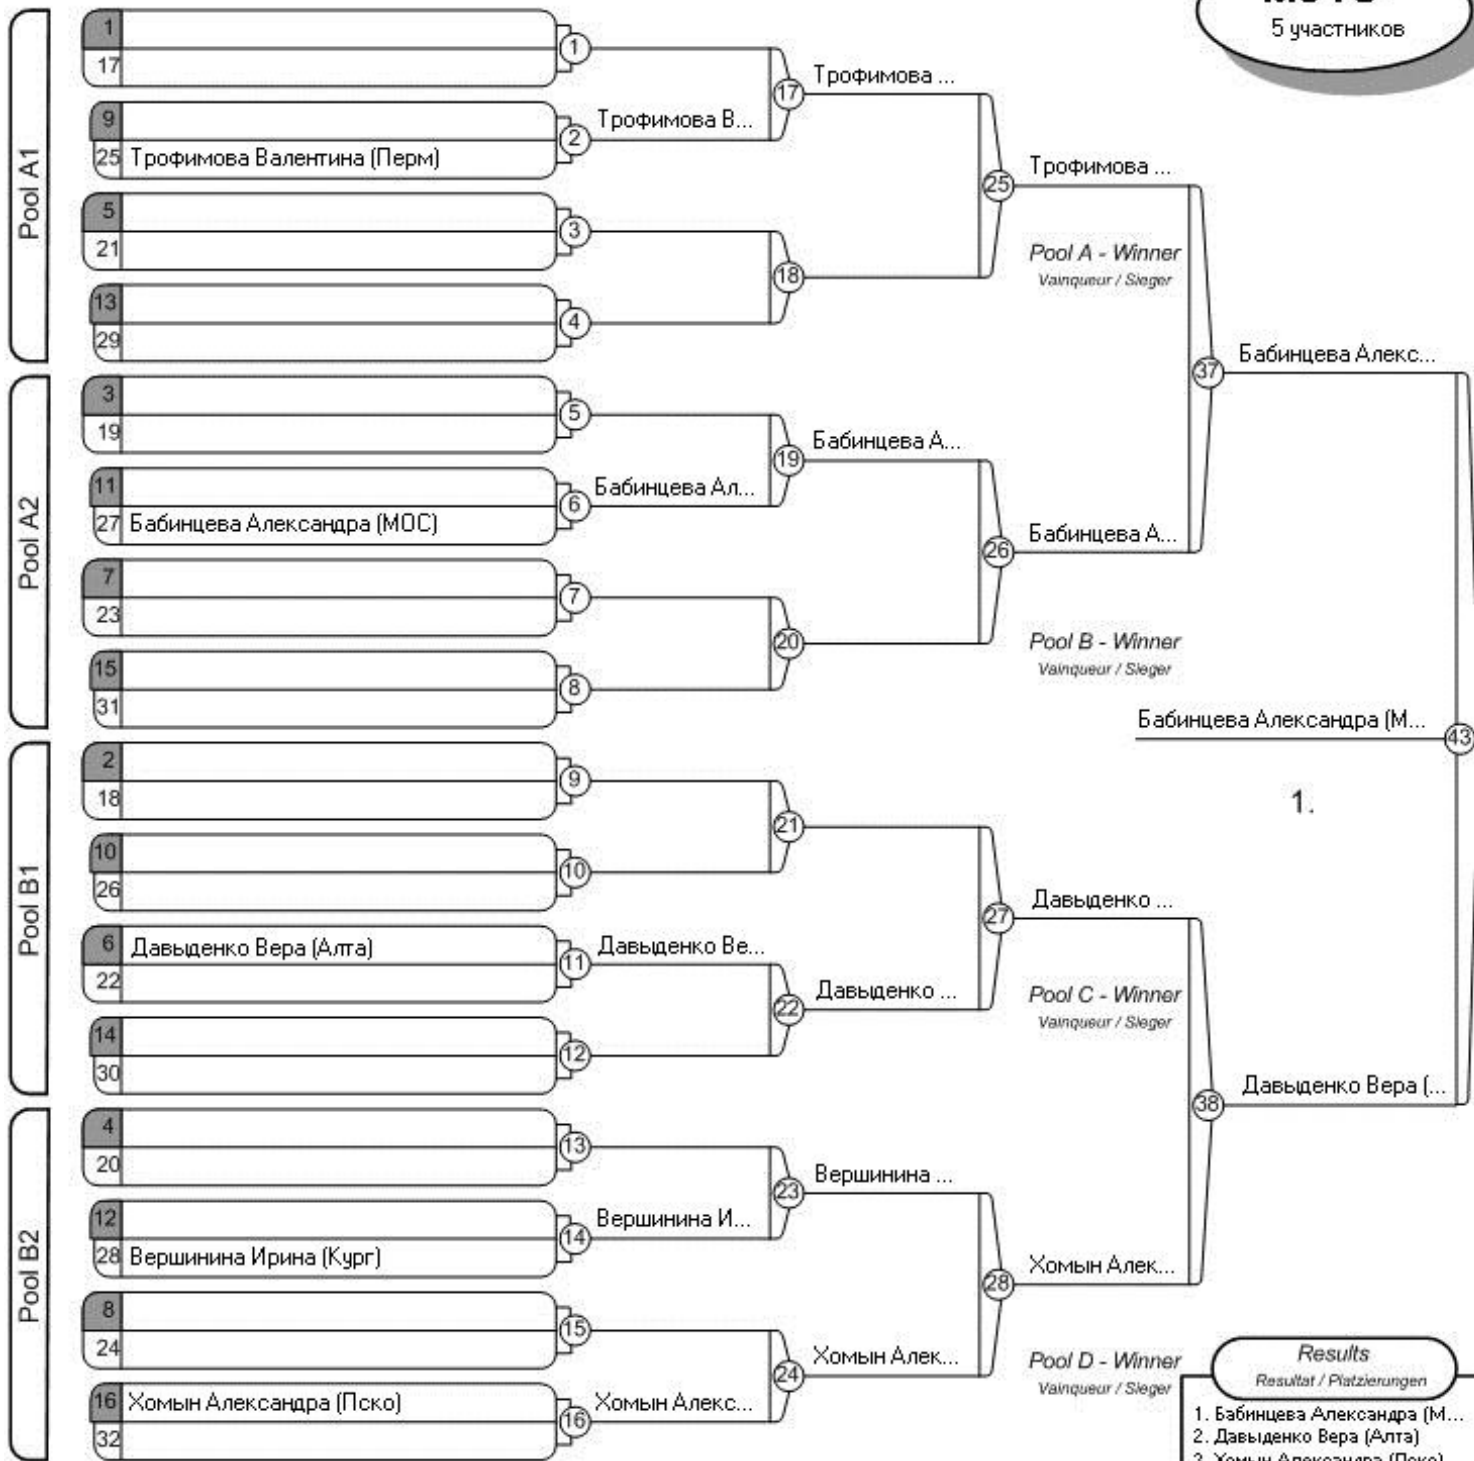 5 участников
Pool A1
1
17
1
9
25 Трофимова Валентина (Перм)
2
Трофимова В...
17
Трофимова ...
5
21
3
13
29
4
18
25
Трофимова ...
Pool A - Winner
Vainqueur / Sieger
Pool A2
3
19
5
11
27 Бабинцева Александра (МОС)
6
Бабинцева Ал...
19
Бабинцева А...
7
23
7
15
31
8
20
26
Бабинцева А...
Pool B - Winner
Vainqueur / Sieger
37
Бабинцева Алекс...
Pool B1
2
18
9
10
26
10
21
6 Давыденко Вера (Алта)
22
11
Давыденко Ве...
14
30
12
22
Давыденко ...
27
Давыденко ...
Pool C - Winner
Vainqueur / Sieger
Бабинцева Александра (М...
43
1.
Pool B2
4
20
13
12
28 Вершинина Ирина (Кург)
14
Вершинина И...
23
Вершинина ...
8
24
15
16 Хомын Александра (Пско)
32
16
Хомын Алекс...
24
Хомын Алек...
28
Хомын Алек...
Pool D - Winner
Vainqueur / Sieger
38
Давыденко Вера (...
Results
Resultat / Platzierungen
1. Бабинцева Александра (М...
2. Давыденко Вера (Алта)